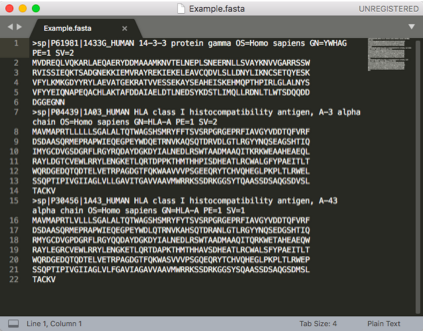 Example.fasta
UNREGISTERED
Example.fasta
1 >sp|P61981|1433G_HUMAN 14-3-3 protein gamma OS=Homo sapiens GN=YWHAG
PE=1 SV=2
2 MVDREQLVQKARLAEQAERYDDMAAAMKNVTELNEPLSNEERNLLSVAYKNVVGARRSSW
3 RVISSIEQKTSADGNEKKIEMVRAYREKIEKELEAVCQDVLSLLDNYLIKNCSETQYESK
4 VFYLKMKGDYYRYLAEVATGEKRATVVESSEKAYSEAHEISKEHMQPTHPIRLGLALNYS
5 VFYYEIQNAPEQACHLAKTAFDDAIAELDTLNEDSYKDSTLIMQLLRDNLTLWTSDQQDD
6 DGGEGNN
7 >sp|P04439|1A03_HUMAN HLA class I histocompatibility antigen, A-3 alpha
chain OS=Homo sapiens GN=HLA-A PE=1 SV=2
8 MAVMAPRTLLLLLSGALALTQTWAGSHSMRYFFTSVSRPGRGEPRFIAVGYVDDTQFVRF
9 DSDAASQRMEPRAPWIEQEGPEYWDQETRNVKAQSQTDRVDLGTLRGYYNQSEAGSHTIQ
10 IMYGCDVGSDGRFLRGYRQDAYDGKDYIALNEDLRSWTAADMAAQITKRKWEAAHEAEQL
11 RAYLDGTCVEWLRRYLENGKETLQRTDPPKTHMTHHPISDHEATLRCWALGFYPAEITLT
12 WQRDGEDQTQDTELVETRPAGDGTFQKWAAVVVPSGEEQRYTCHVQHEGLPKPLTLRWEL
13 SSQPTIPIVGIIAGLVLLGAVITGAVVAAVMWRRKSSDRKGGSYTQAASSDSAQGSDVSL
14 TACKV
15 >sp|P30456|1A43_HUMAN HLA class I histocompatibility antigen, A-43
alpha chain OS=Homo sapiens GN=HLA-A PE=1 SV=1
16 MAVMAPRTLVLLLSGALALTQTWAGSHSMRYFYTSVSRPGRGEPRFIAVGYVDDTQFVRF
17 DSDAASQRMEPRAPWIEQEGPEYWDLQTRNVKAHSQTDRANLGTLRGYYNQSEDGSHTIQ
18 RMYGCDVGPDGRFLRGYQQDAYDGKDYIALNEDLRSWTAADMAAQITQRKWETAHEAEQW
19 RAYLEGRCVEWLRRYLENGKETLQRTDAPKTHMTHHAVSDHEATLRCWALSFYPAEITLT
20 WQRDGEDQTQDTELVETRPAGDGTFQKWASVVVPSGQEQRYTCHVQHEGLPKPLTLRWEP
21 SSQPTIPIVGIIAGLVLFGAVIAGAVVAAVMWRRKSSDRKGGSYSQAASSDSAQGSDMSL
22 TACKV
Line 1, Column 1
Tab Size: 4
Plain Text